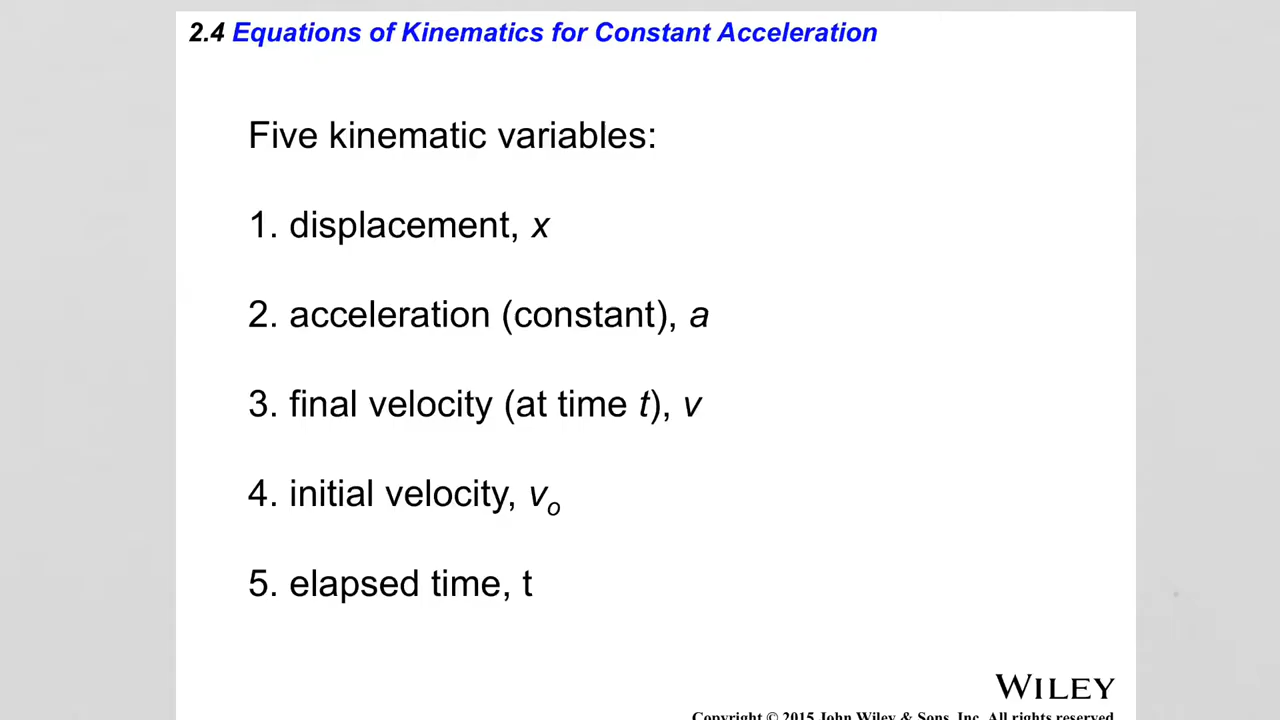 2.4 Equations of Kinematics for Constant Acceleration
Five kinematic variables:
1. displacement, x
2. acceleration (constant), a
3. final velocity (at time t), v
4. initial velocity, vo
5. elapsed time, t
WILEY
Copyright © 2015 John Wiley & Sons, Inc. All rights reserved